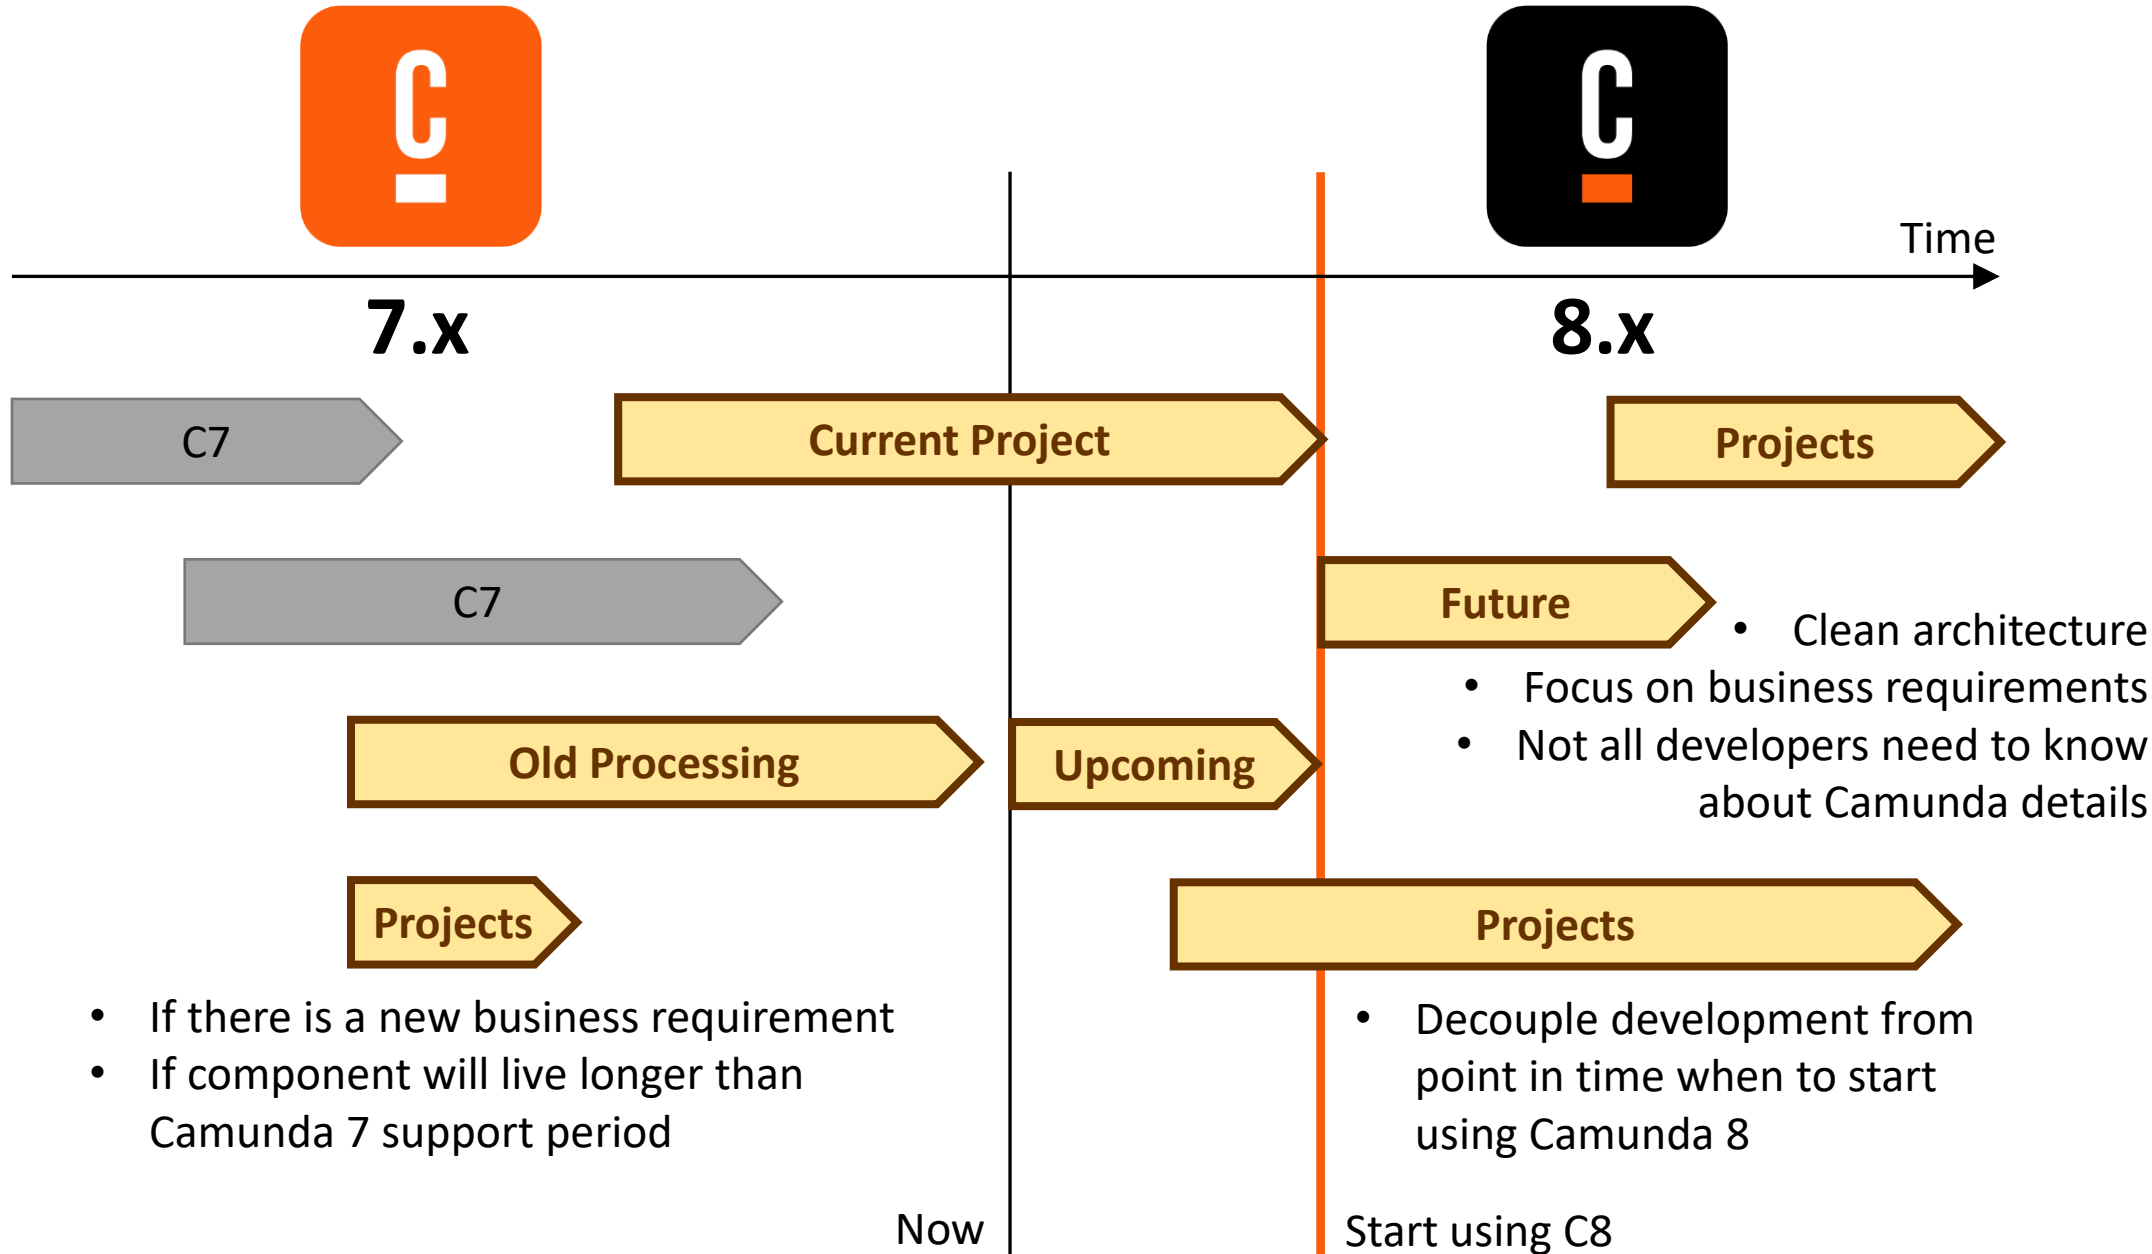 C
C
Time
7.x
8.x
C7
Current Project
Projects
C7
Future
• Clean architecture
• Focus on business requirements
• Not all developers need to know
about Camunda details
Old Processing
Upcoming
Projects
Projects
• If there is a new business requirement
• If component will live longer than
Camunda 7 support period
• Decouple development from
point in time when to start
using Camunda 8
Now
Start using C8